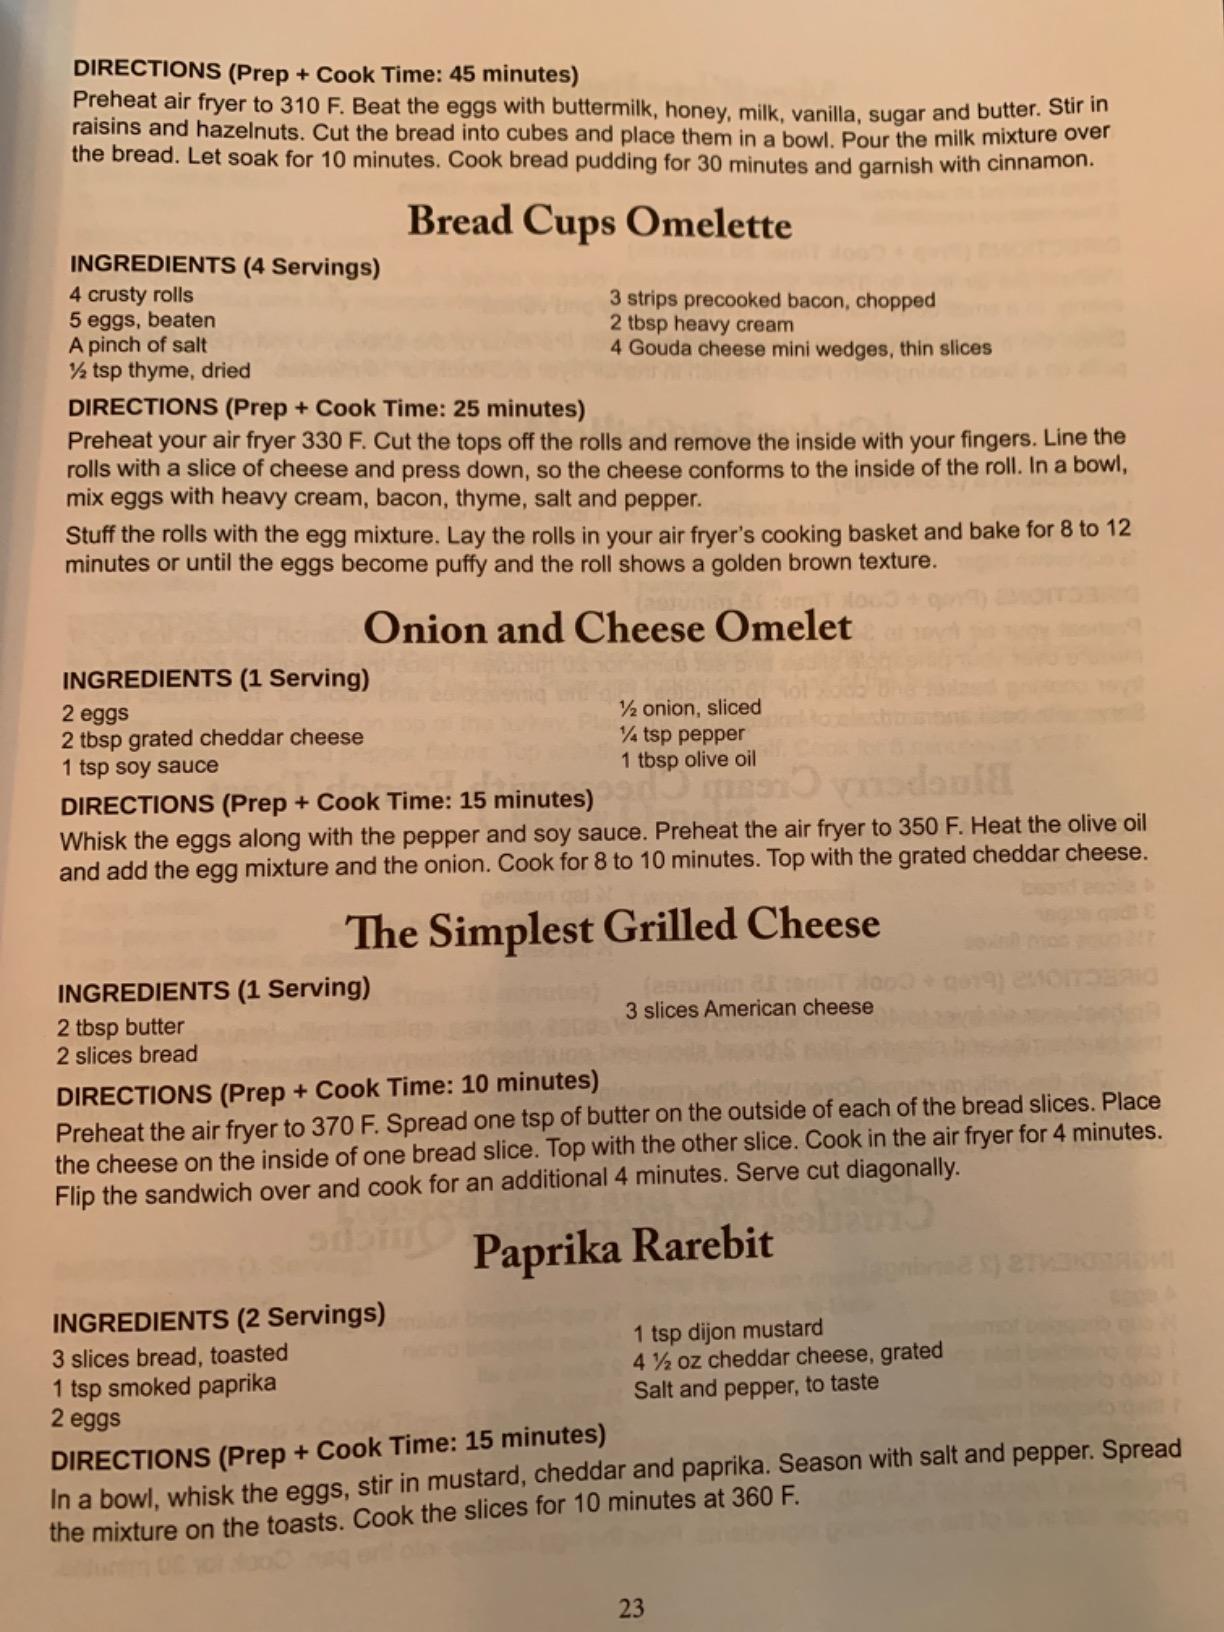 DIRECTIONS (Prep + Cook Time: 45 minutes)
Preheat air fryer to 310 F. Beat the eggs with buttermilk, honey, milk, vanilla, sugar and butter. Stir in
raisins and hazelnuts. Cut the bread into cubes and place them in a bowl. Pour the milk mixture over
the bread. Let soak for 10 minutes. Cook bread pudding for 30 minutes and garnish with cinnamon.
Bread Cups Omelette
INGREDIENTS (4 Servings)
4 crusty rolls
5 eggs, beaten
A pinch of salt
½ tsp thyme, dried
3 strips precooked bacon, chopped
2 tbsp heavy cream
4 Gouda cheese mini wedges, thin slices
DIRECTIONS (Prep + Cook Time: 25 minutes)
Preheat your air fryer 330 F. Cut the tops off the rolls and remove the inside with your fingers. Line the
rolls with a slice of cheese and press down, so the cheese conforms to the inside of the roll. In a bowl,
mix eggs with heavy cream, bacon, thyme, salt and pepper.
Stuff the rolls with the egg mixture. Lay the rolls in your air fryer's cooking basket and bake for 8 to 12
minutes or until the eggs become puffy and the roll shows a golden brown texture.
Onion and Cheese Omelet
INGREDIENTS (1 Serving)
2 eggs
2 tbsp grated cheddar cheese
1 tsp soy sauce
½ onion, sliced
¼ tsp pepper
1 tbsp olive oil
DIRECTIONS (Prep + Cook Time: 15 minutes)
Whisk the eggs along with the pepper and soy sauce. Preheat the air fryer to 350 F. Heat the olive oil
and add the egg mixture and the onion. Cook for 8 to 10 minutes. Top with the grated cheddar cheese.
The Simplest Grilled Cheese
INGREDIENTS (1 Serving)
2 tbsp butter
2 slices bread
3 slices American cheese
DIRECTIONS (Prep + Cook Time: 10 minutes)
Preheat the air fryer to 370 F. Spread one tsp of butter on the outside of each of the bread slices. Place
the cheese on the inside of one bread slice. Top with the other slice. Cook in the air fryer for 4 minutes.
Flip the sandwich over and cook for an additional 4 minutes. Serve cut diagonally.
Paprika Rarebit
INGREDIENTS (2 Servings)
3 slices bread, toasted
1 tsp smoked paprika
2 eggs
1 tsp dijon mustard
4 ½ oz cheddar cheese, grated
Salt and pepper, to taste
DIRECTIONS (Prep + Cook Time: 15 minutes)
In a bowl, whisk the eggs, stir in mustard, cheddar and paprika. Season with salt and pepper. Spread
the mixture on the toasts. Cook the slices for 10 minutes at 360 F.
23